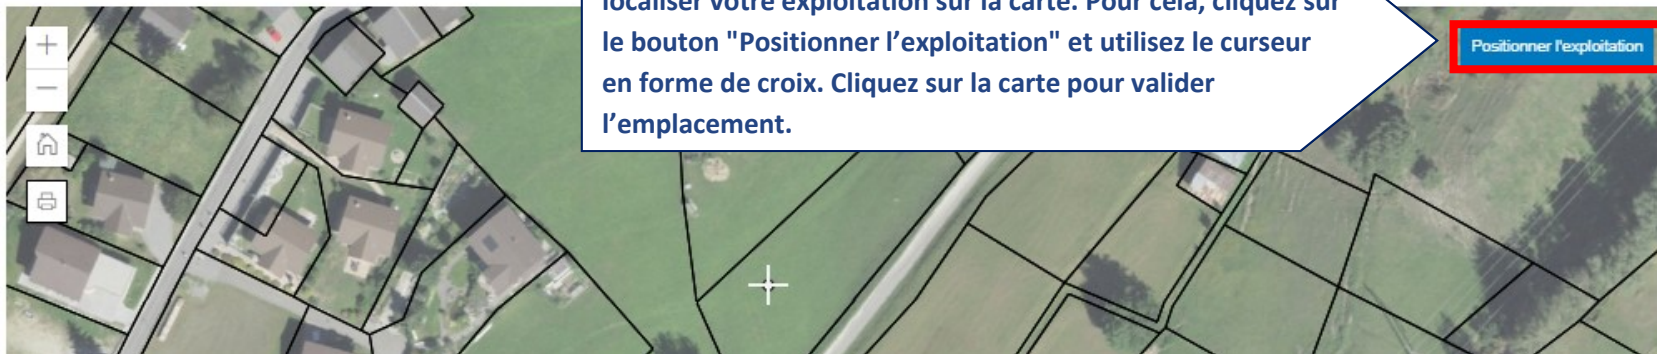 localiser votre exploitation sur la carte. Pour cela, cliquez sur
le bouton "Positionner l'exploitation" et utilisez le curseur
en forme de croix. Cliquez sur la carte pour valider
l'emplacement.
Positionner l'exploitation